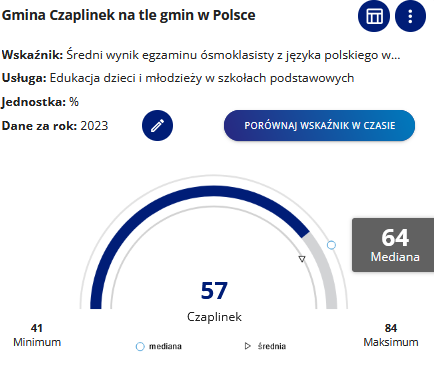 Gmina Czaplinek na tle gmin w Polsce
Wskaźnik: Średni wynik egzaminu ósmoklasisty z języka polskiego w...
Usługa: Edukacja dzieci i młodzieży w szkołach podstawowych
Jednostka: %
Dane za rok: 2023
PORÓWNAJ WSKAŹNIK W CZASIE
64
Mediana
57
Czaplinek
41
Minimum
84
Maksimum
mediana
średnia